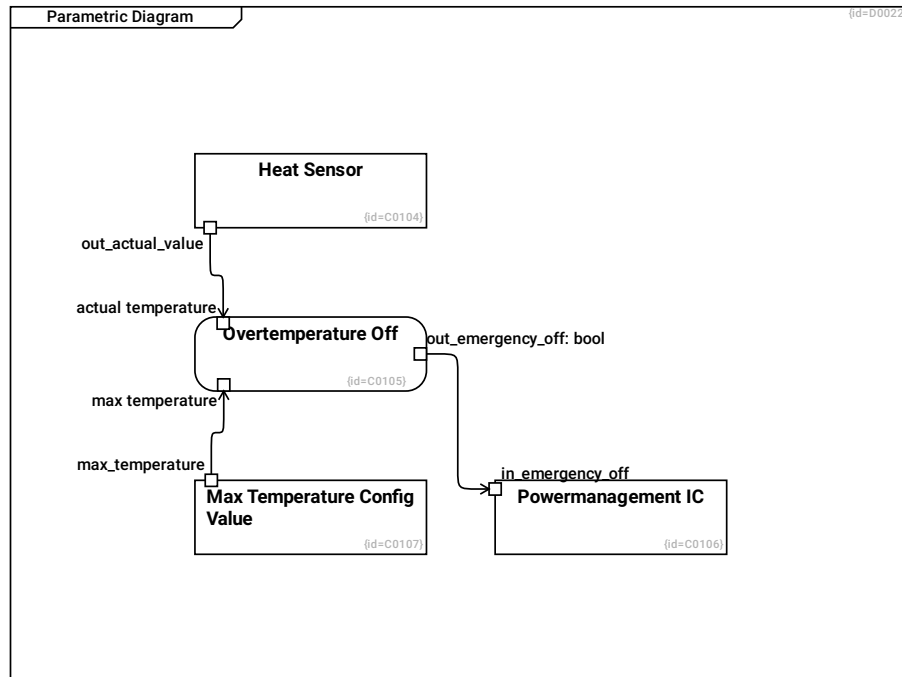 Parametric Diagram
{id=D0022
Heat Sensor
{id=C0104}
out_actual_value
actual temperature
Overtemperature Off
out_emergency_off: bool
{id=C0105}
max temperature
max_temperature
in_emergency_off
Max Temperature Config
Value
Powermanagement IC
{id=C0107}
{id=C0106}